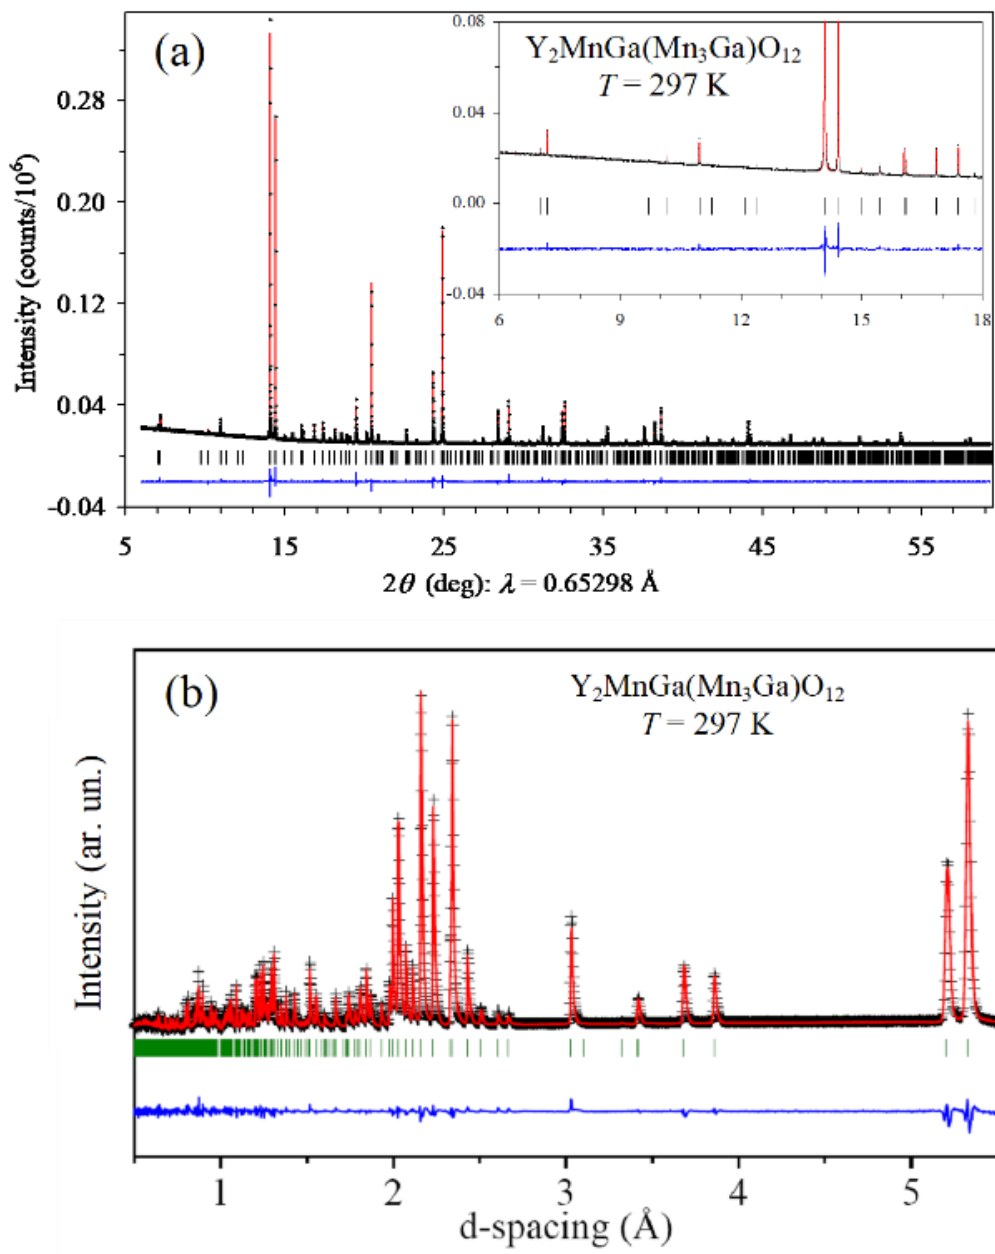 (a)
Y₂MnGa(Mn₃Ga)O₁₂
T = 297 K
0.08
0.04
0.00
-0.04
6 9 12 15 18
0.28
0.20
0.12
0.04
-0.04
Intensity (counts/10⁶)
5 15 25 35 45 55
2θ (deg): λ = 0.65298 Å
(b)
Y₂MnGa(Mn₃Ga)O₁₂
T = 297 K
Intensity (ar. un.)
1 2 3 4 5
d-spacing (Å)